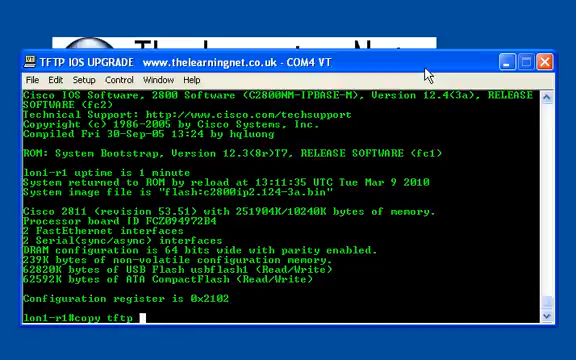 TFTP IOS UPGRADE www.thelearningnet.co.uk - COM4 VT
File Edit Setup Control Window Help
Cisco IOS Software, 2800 Software (C2800NM-IPBASE-M), Version 12.4(3a), RELEASE
SOFTWARE (fc2)
Technical Support: http://www.cisco.com/techsupport
Copyright (c) 1986-2005 by Cisco Systems, Inc.
Compiled Fri 30-Sep-05 13:24 by hqluong
ROM: System Bootstrap, Version 12.3(8r)T7, RELEASE SOFTWARE (fc1)
lon1-r1 uptime is 1 minute
System returned to ROM by reload at 13:11:35 UTC Tue Mar 9 2010
System image file is "flash:c2800ip2.124-3a.bin"
Cisco 2811 (revision 53.51) with 251904K/10240K bytes of memory.
Processor board ID FCZ094972B4
2 FastEthernet interfaces
2 Serial(sync/async) interfaces
DRAM configuration is 64 bits wide with parity enabled.
239K bytes of non-volatile configuration memory.
62820K bytes of USB Flash usbflash1 (Read/Write)
62592K bytes of ATA CompactFlash (Read/Write)
Configuration register is 0x2102
lon1-r1#copy tftp